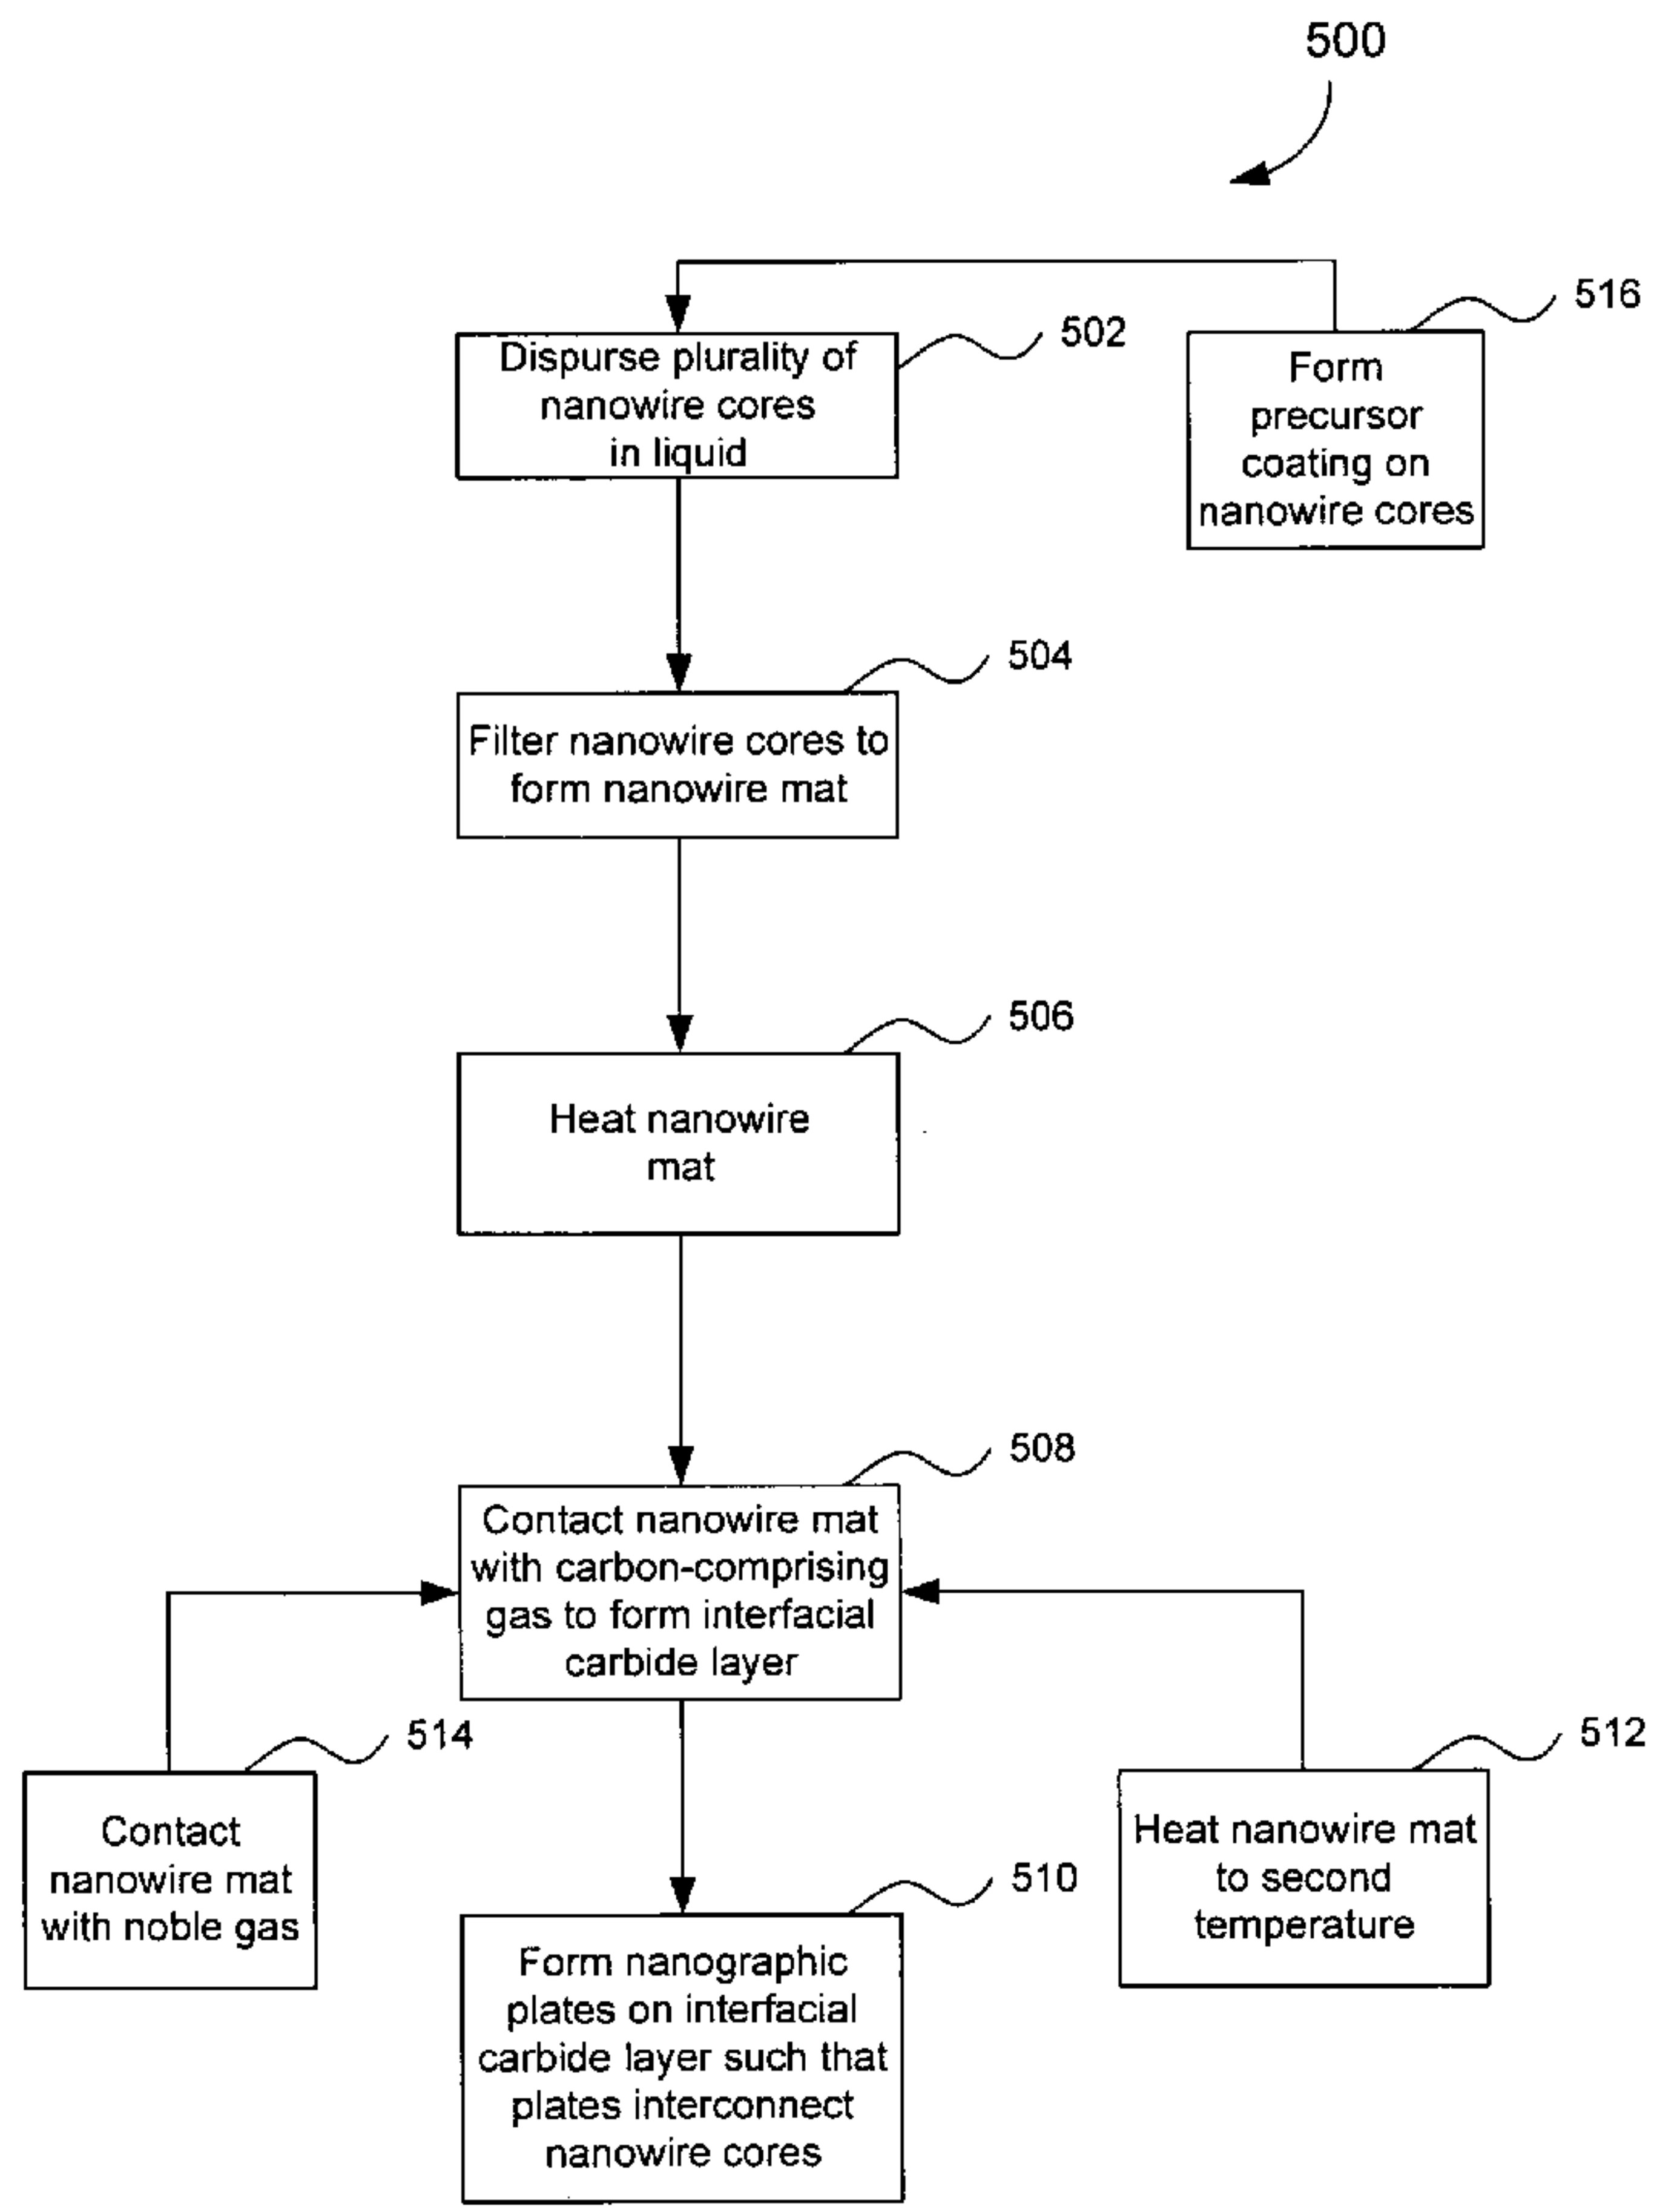 500
516
502
Dispurse plurality of
nanowire cores
in liquid
Form
precursor
coating on
nanowire cores
504
Filter nanowire cores to
form nanowire mat
506
Heat nanowire
mat
508
Contact nanowire mat
with carbon-comprising
gas to form interfacial
carbide layer
514
Contact
nanowire mat
with noble gas
512
Heat nanowire mat
to second
temperature
510
Form nanographic
plates on interfacial
carbide layer such that
plates interconnect
nanowire cores